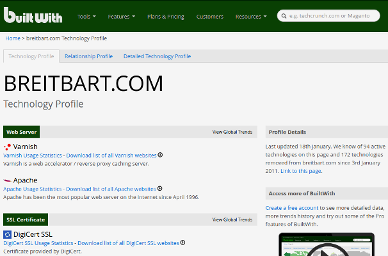 builtWith
Tools Features Plans & Pricing Customers Resources e.g. techcrunch.com or Magento
Home > breitbart.com Technology Profile
Technology Profile Relationship Profile Detailed Technology Profile
BREITBART.COM
Technology Profile
Web Server View Global Trends
Varnish
Varnish Usage Statistics - Download list of all Varnish websites
Varnish is a web accelerator / reverse proxy caching server.
Apache
Apache Usage Statistics - Download list of all Apache websites
Apache has been the most popular web server on the Internet since April 1996.
SSL Certificate View Global Trends
DigiCert SSL
DigiCert SSL Usage Statistics - Download list of all DigiCert SSL websites
Certificate provided by DigiCert.
Profile Details
Last updated 18th January. We know of 94 active
technologies on this page and 172 technologies
removed from breitbart.com since 3rd January
2011. Link to this page.
Access more of BuiltWith
Create a free account to see more detailed data,
more trends history and try out some of the Pro
features of BuiltWith.